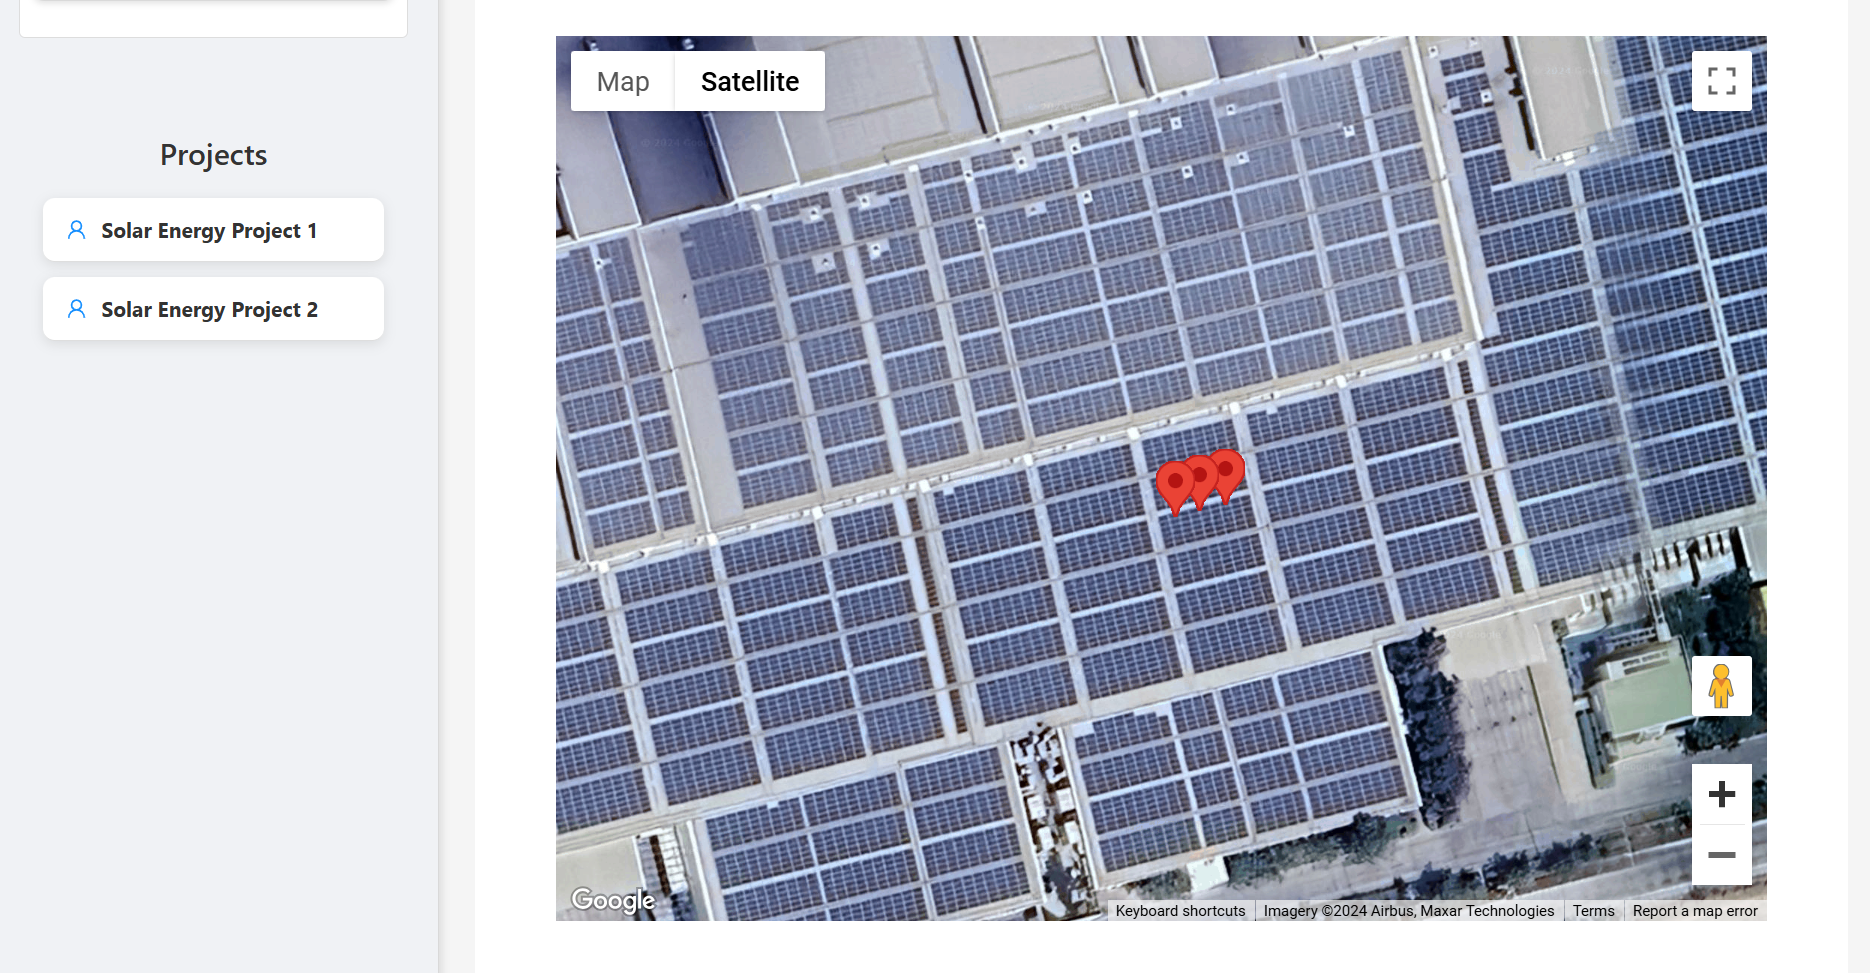 Projects
Solar Energy Project 1
Solar Energy Project 2
Map
Satellite
Google
Keyboard shortcuts
Imagery ©2024 Airbus, Maxar Technologies
Terms
Report a map error